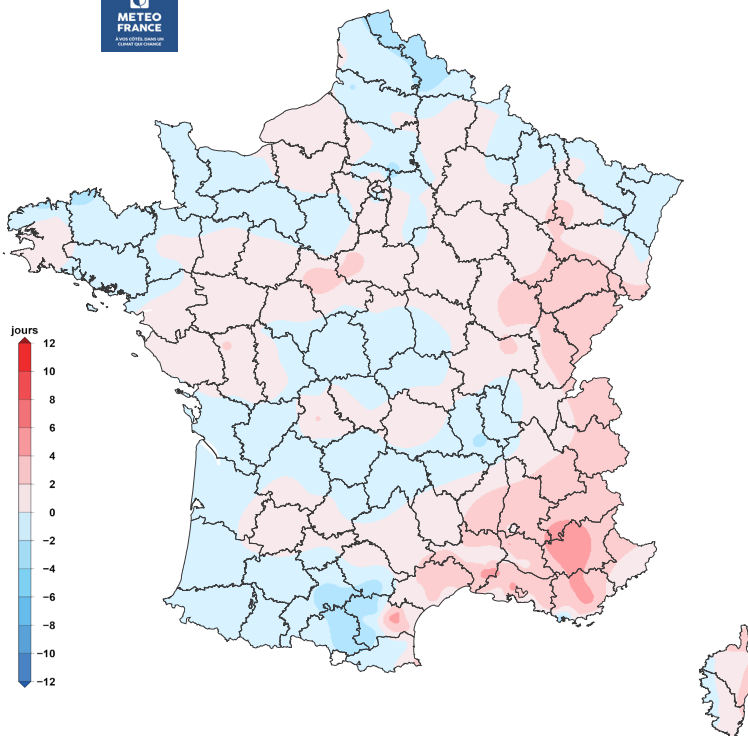 METEO
FRANCE
À VOS CÔTÉS, DANS UN
CLIMAT QUI CHANGE
jours
12
10
8
6
4
2
0
−2
−4
−6
−8
−10
−12